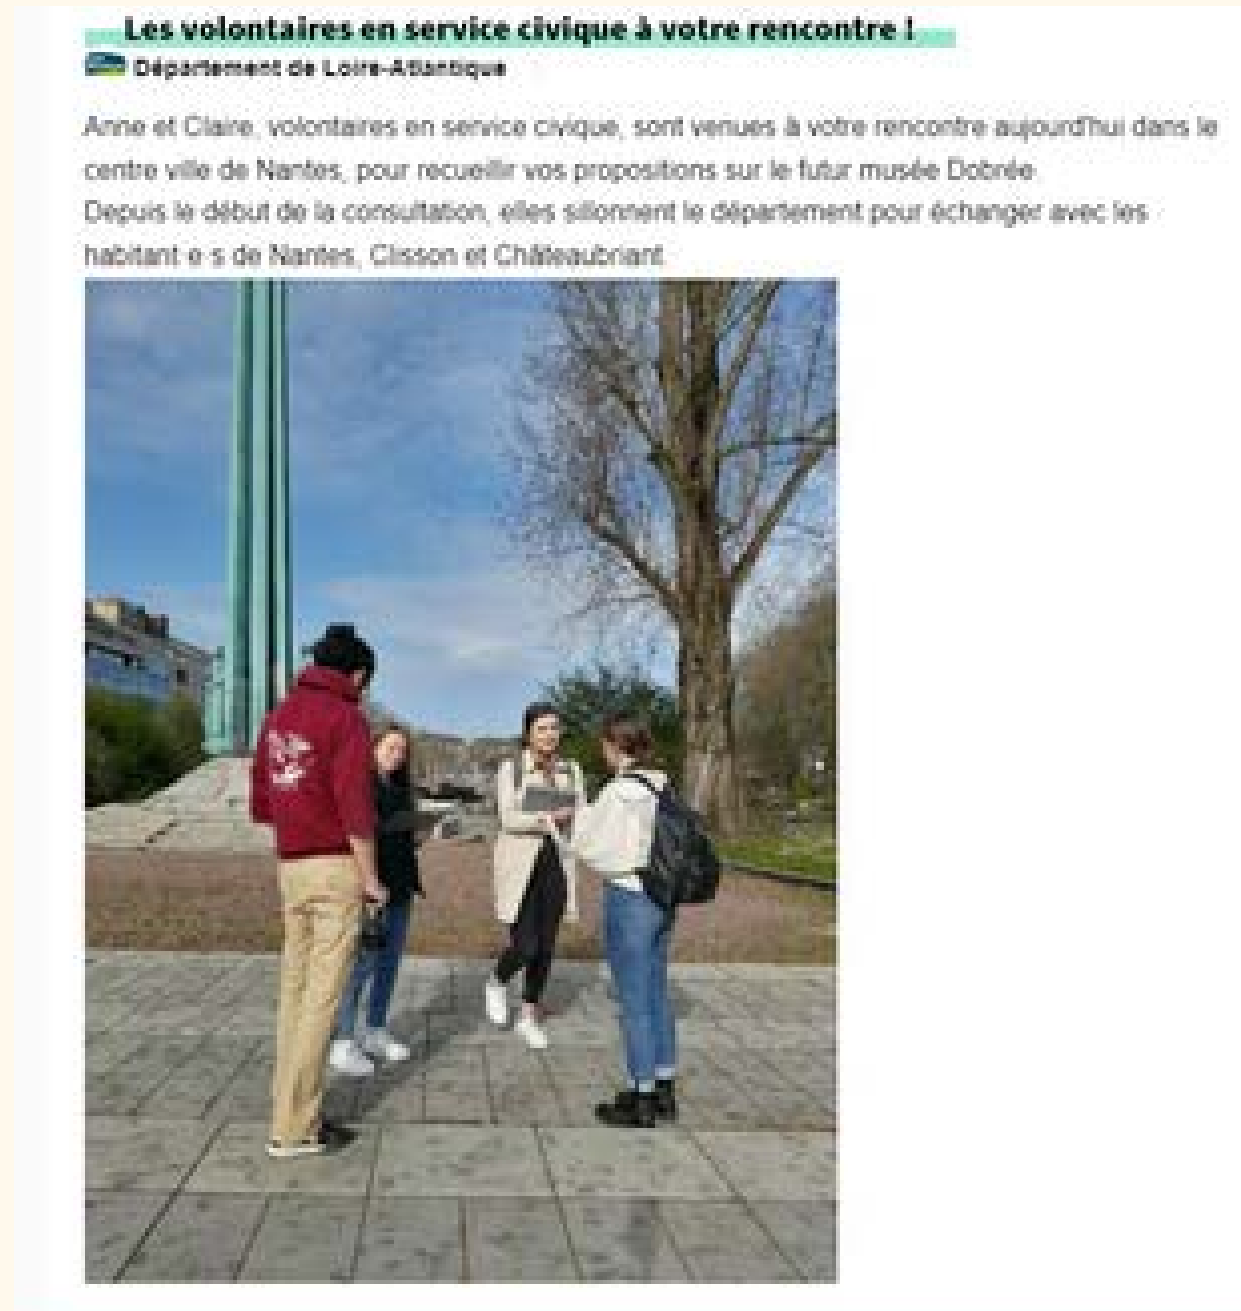 Les volontaires en service civique à votre rencontre !
Département de Loire-Atlantique
Anne et Claire, volontaires en service civique, sont venues à votre rencontre aujourd'hui dans le
centre ville de Nantes, pour recueillir vos propositions sur le futur musée Dobrée.
Depuis le début de la consultation, elles sillonnent le département pour échanger avec les
habitant·e·s de Nantes, Clisson et Châteaubriant.